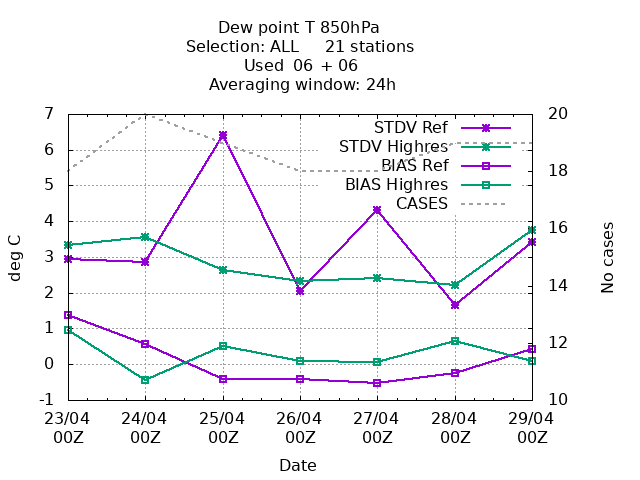 Dew point T 850hPa
Selection: ALL     21 stations
Used  06 + 06
Averaging window: 24h
7
6
5
4
3
2
1
0
-1
deg C
20
18
16
14
12
10
No cases
STDV Ref
STDV Highres
BIAS Ref
BIAS Highres
CASES
23/04 24/04 25/04 26/04 27/04 28/04 29/04
00Z 00Z 00Z 00Z 00Z 00Z 00Z
Date